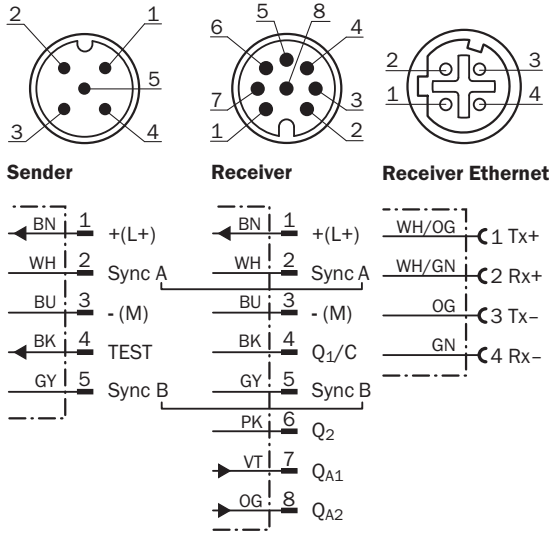 2 1 5 3 4
5 8 6 4 7 3 1 2
2 3 1 4
Sender
BN 1 +(L+)
WH 2 Sync A
BU 3 - (M)
BK 4 TEST
GY 5 Sync B
Receiver
BN 1 +(L+)
WH 2 Sync A
BU 3 - (M)
BK 4 Q1/C
GY 5 Sync B
PK 6 Q2
VT 7 QA1
OG 8 QA2
Receiver Ethernet
WH/OG 1 Tx+
WH/GN 2 Rx+
OG 3 Tx–
GN 4 Rx–